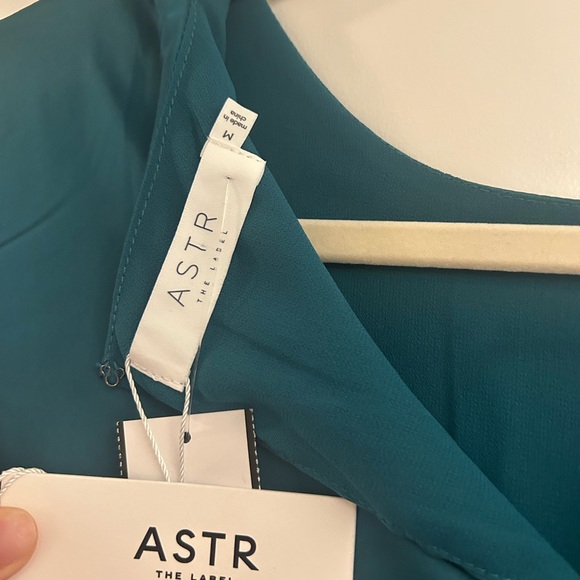 made in
china
M
ASTR
THE LABEL
ASTR
THE LABEL